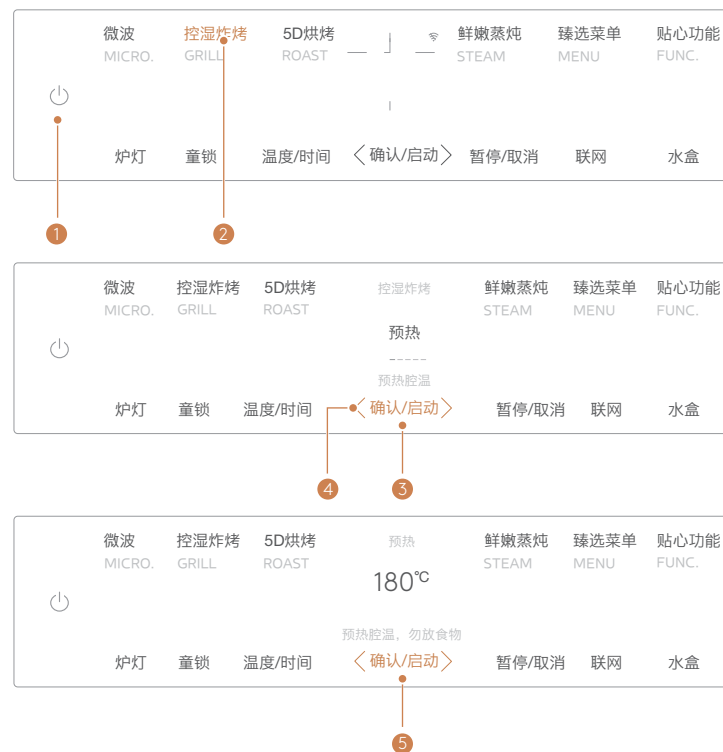 微波 控湿炸烤 5D烘烤 鲜嫩蒸炖 臻选菜单 贴心功能
MICRO. GRILL ROAST STEAM MENU FUNC.
炉灯 童锁 温度/时间 <确认/启动> 暂停/取消 联网 水盒
1 2
微波 控湿炸烤 5D烘烤 控湿炸烤 鲜嫩蒸炖 臻选菜单 贴心功能
MICRO. GRILL ROAST STEAM MENU FUNC.
预热
-----
预热腔温
炉灯 童锁 温度/时间 <确认/启动> 暂停/取消 联网 水盒
4 3
微波 控湿炸烤 5D烘烤 预热 鲜嫩蒸炖 臻选菜单 贴心功能
MICRO. GRILL ROAST STEAM MENU FUNC.
180℃
预热腔温，勿放食物
炉灯 童锁 温度/时间 <确认/启动> 暂停/取消 联网 水盒
5